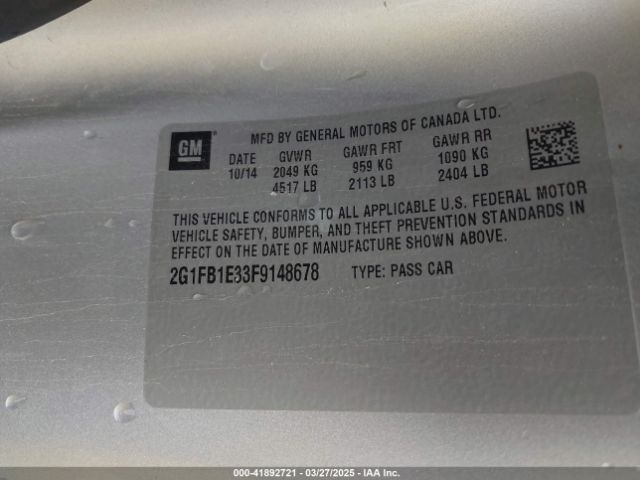 GM
MFD BY GENERAL MOTORS OF CANADA LTD.
DATE GVWR GAWR FRT GAWR RR
10/14 2049 KG 959 KG 1090 KG
4517 LB 2113 LB 2404 LB
THIS VEHICLE CONFORMS TO ALL APPLICABLE U.S. FEDERAL MOTOR
VEHICLE SAFETY, BUMPER, AND THEFT PREVENTION STANDARDS IN
EFFECT ON THE DATE OF MANUFACTURE SHOWN ABOVE.
2G1FB1E33F9148678 TYPE: PASS CAR
000-41892721 - 03/27/2025 - IAA Inc.